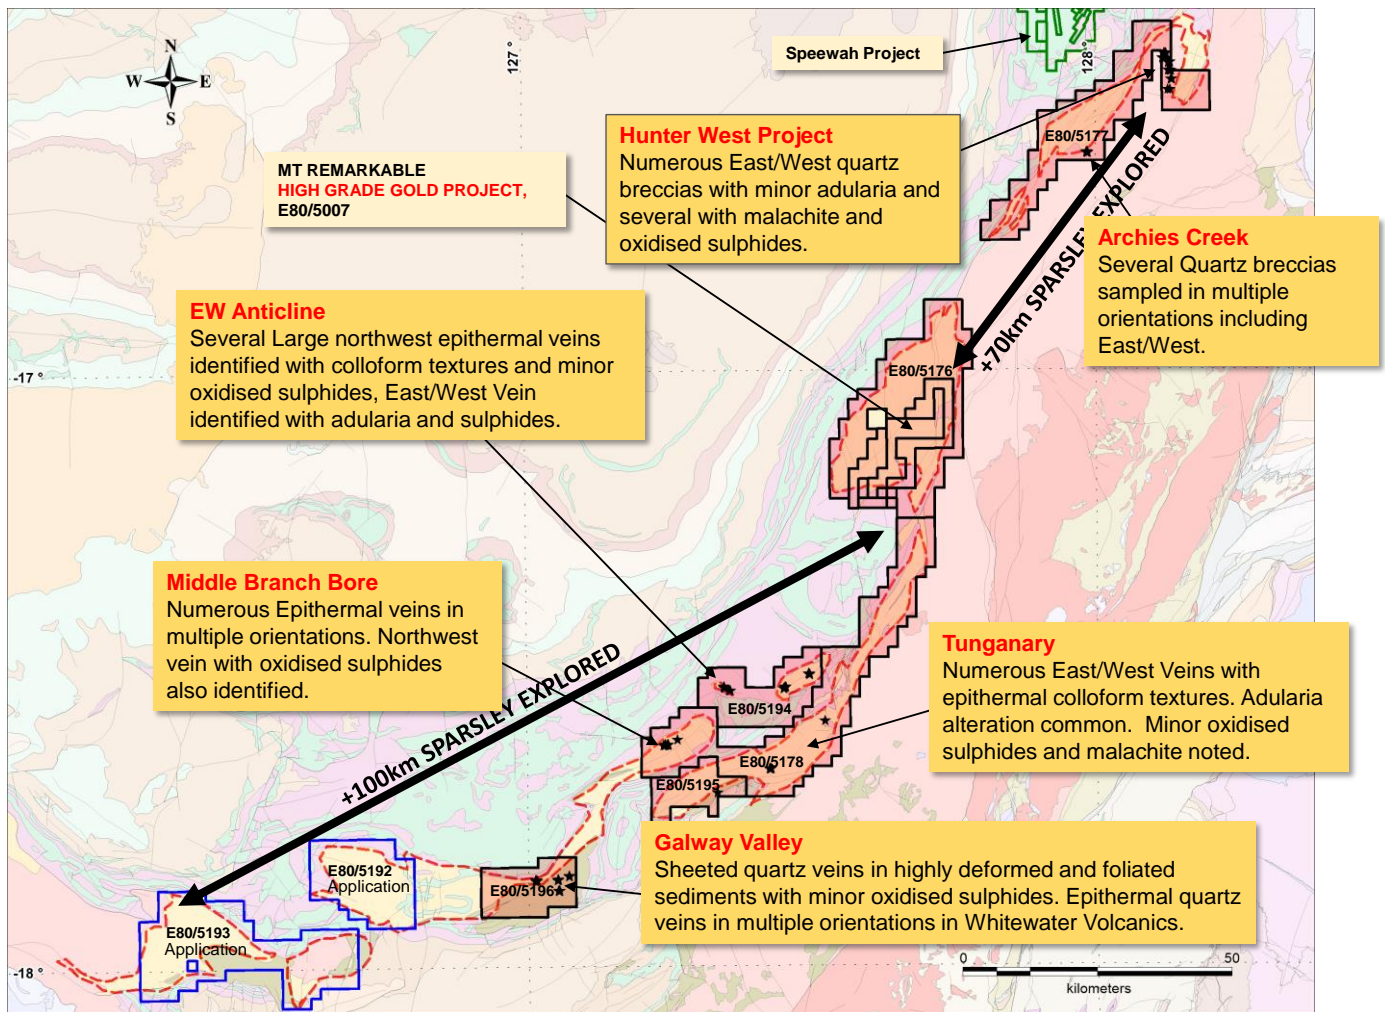 N
W E
S
127 °
128 °
Speewah Project
Hunter West Project
Numerous East/West quartz
breccias with minor adularia and
several with malachite and
oxidised sulphides.
E80/5177
MT REMARKABLE
HIGH GRADE GOLD PROJECT,
E80/5007
+70km SPARSLEY EXPLORED
Archies Creek
Several Quartz breccias
sampled in multiple
orientations including
East/West.
EW Anticline
Several Large northwest epithermal veins
identified with colloform textures and minor
oxidised sulphides, East/West Vein
identified with adularia and sulphides.
-17 °
E80/5176
Middle Branch Bore
Numerous Epithermal veins in
multiple orientations. Northwest
vein with oxidised sulphides
also identified.
+100km SPARSLEY EXPLORED
Tunganary
Numerous East/West Veins with
epithermal colloform textures. Adularia
alteration common. Minor oxidised
sulphides and malachite noted.
E80/5194
E80/5178
E80/5195
Galway Valley
Sheeted quartz veins in highly deformed and foliated
sediments with minor oxidised sulphides. Epithermal quartz
veins in multiple orientations in Whitewater Volcanics.
E80/5192
Application
E80/5196
E80/5193
Application
-18 °
0 50
kilometers